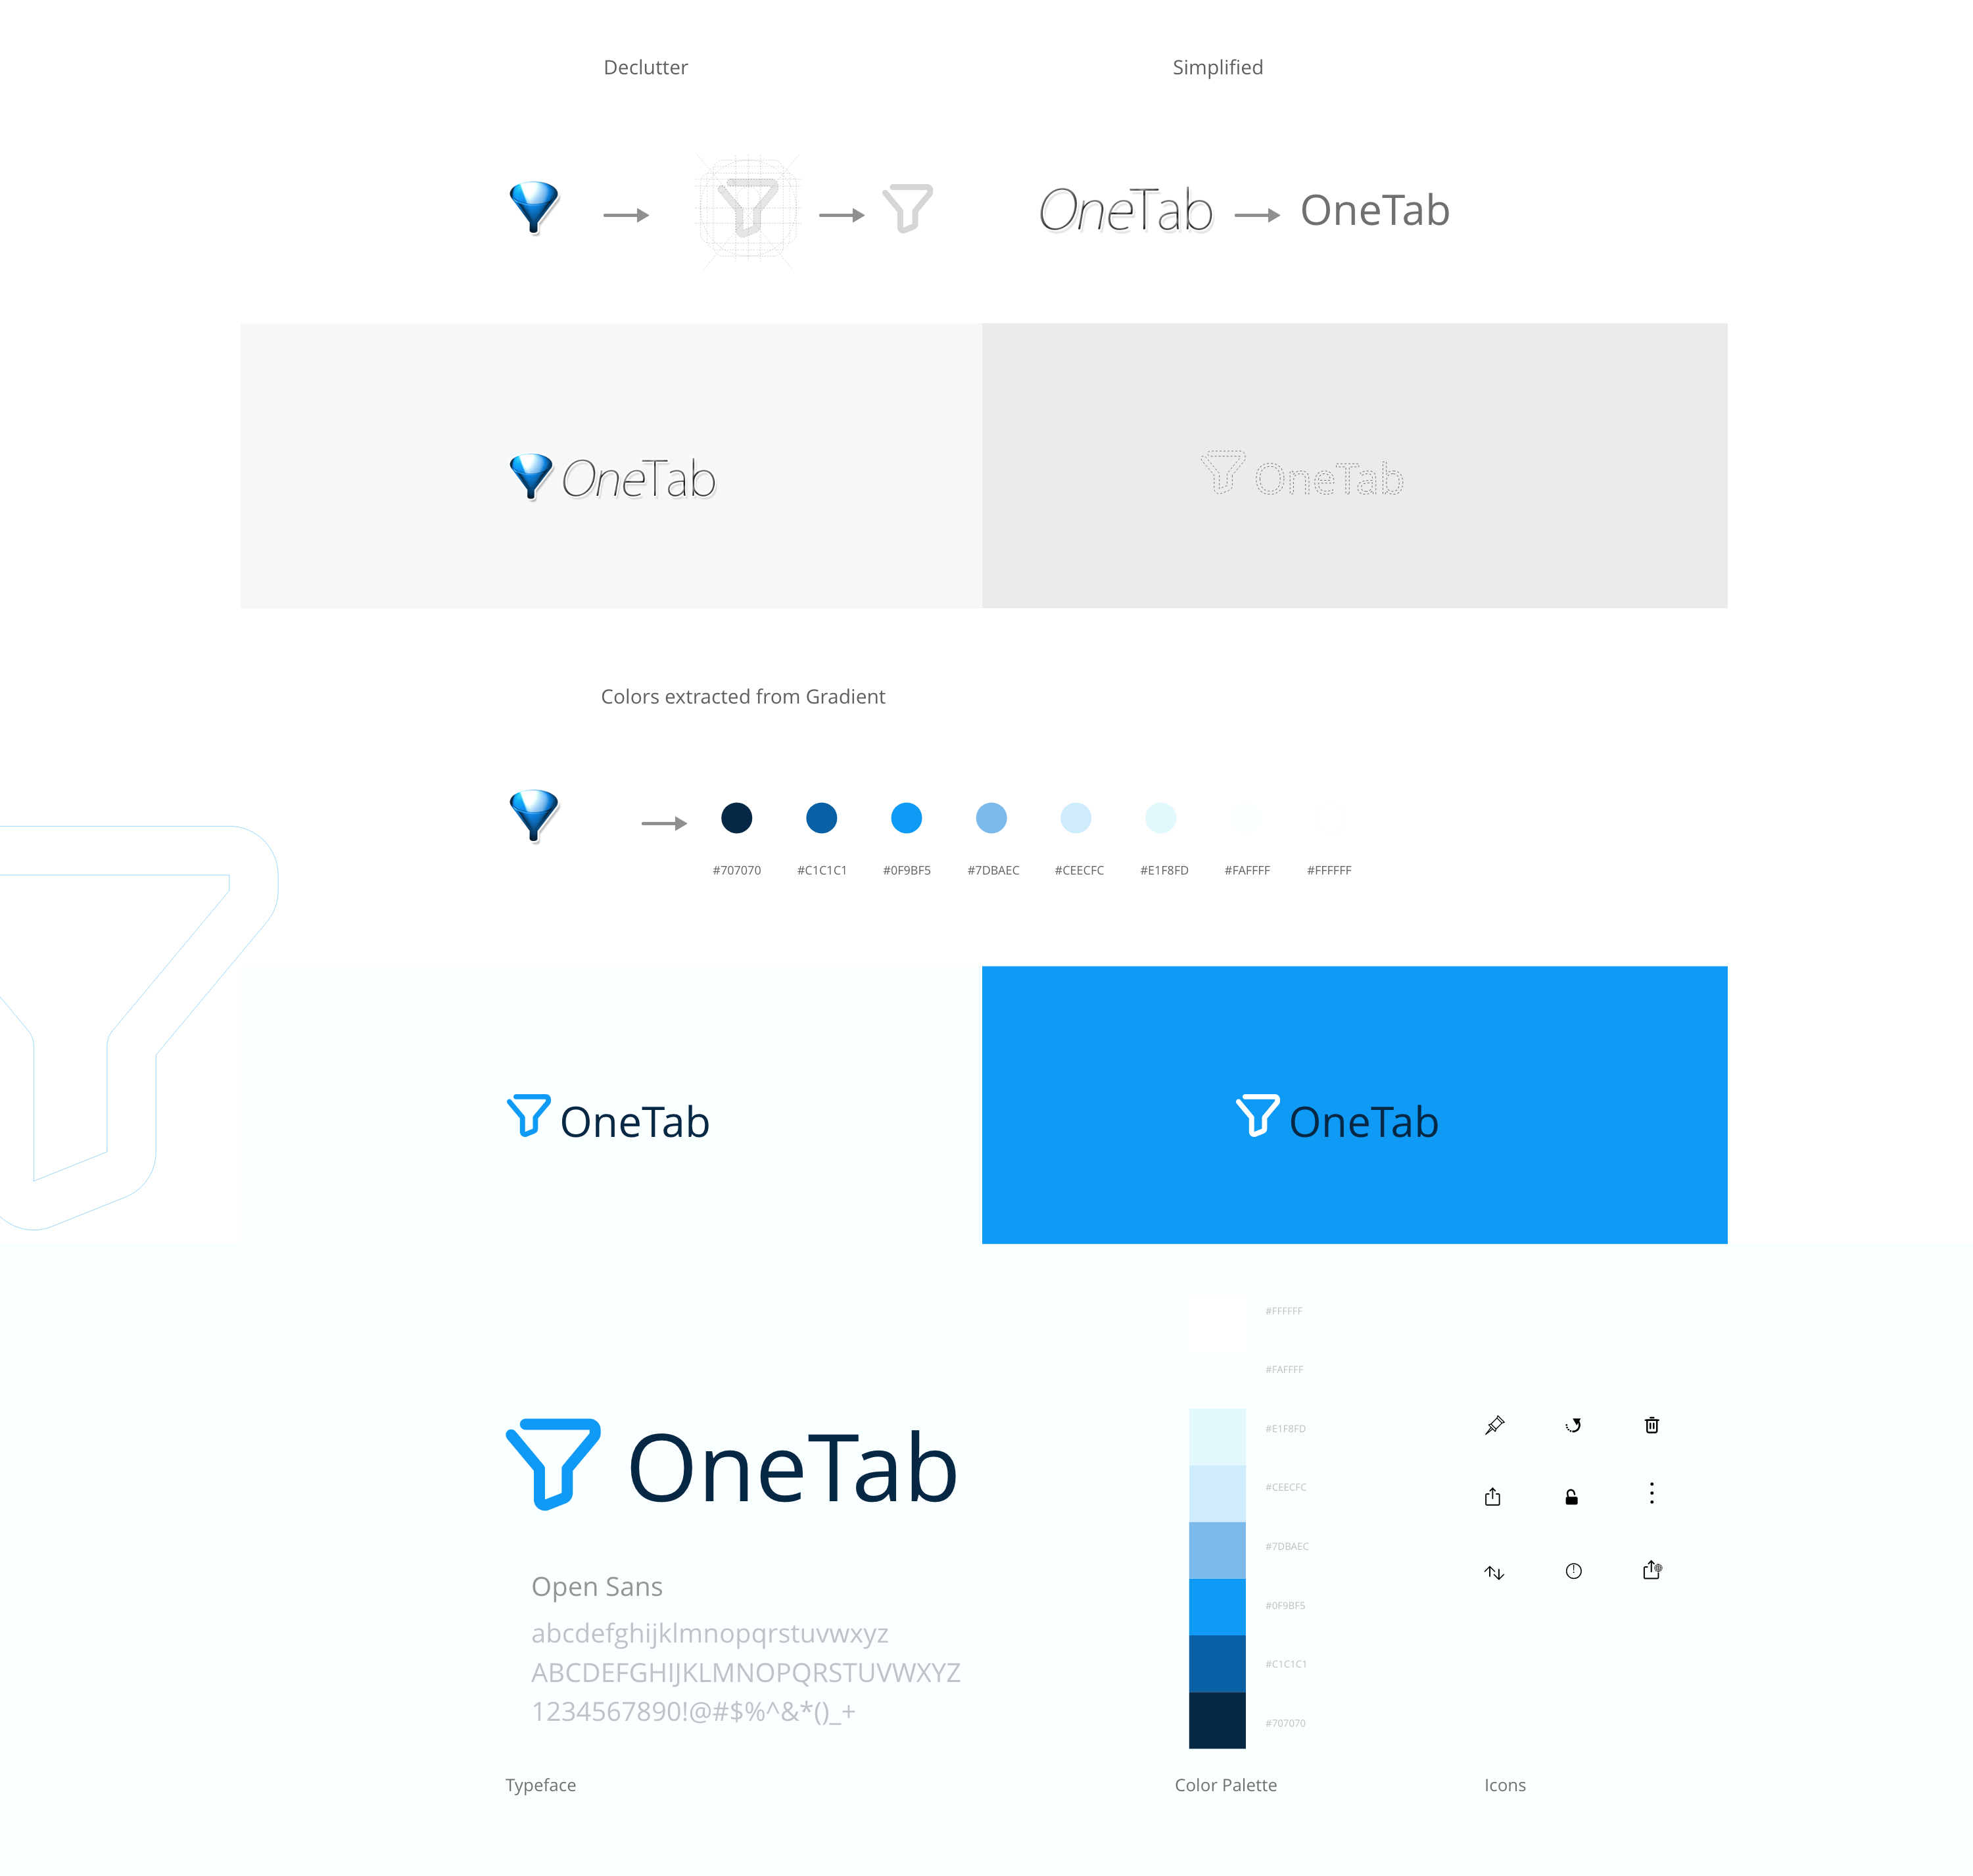 Declutter
Simplified
OneTab
OneTab
OneTab
OneTab
Colors extracted from Gradient
#707070
#C1C1C1
#0F9BF5
#7DBAEC
#CEECFC
#E1F8FD
#FAFFFF
#FFFFFF
OneTab
OneTab
OneTab
Open Sans
abcdefghijklmnopqrstuvwxyz
ABCDEFGHIJKLMNOPQRSTUVWXYZ
1234567890!@#$%^&*()_+
Typeface
#FFFFFF
#FAFFFF
#E1F8FD
#CEECFC
#7DBAEC
#0F9BF5
#C1C1C1
#707070
Color Palette
Icons